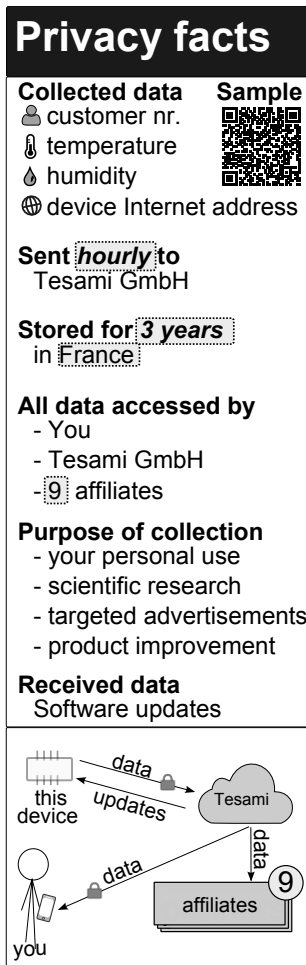 Privacy facts
Collected data Sample
customer nr.
temperature
humidity
device Internet address
Sent hourly to
Tesami GmbH
Stored for 3 years
in France
All data accessed by
- You
- Tesami GmbH
- 9 affiliates
Purpose of collection
- your personal use
- scientific research
- targeted advertisements
- product improvement
Received data
Software updates
data
updates
this
device
Tesami
data
data
9
affiliates
you